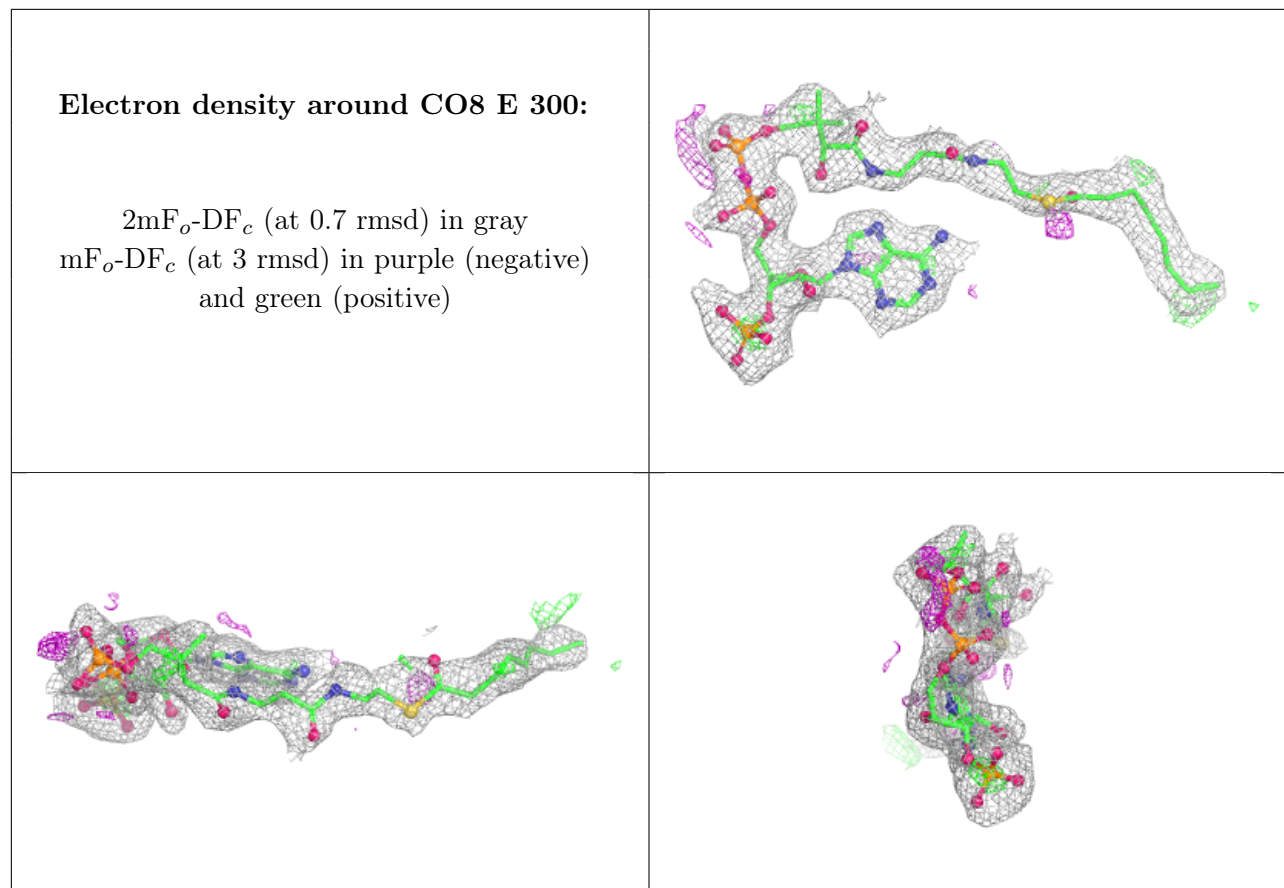 Electron density around CO8 E 300:
2mFo-DFc (at 0.7 rmsd) in gray
mFo-DFc (at 3 rmsd) in purple (negative)
and green (positive)